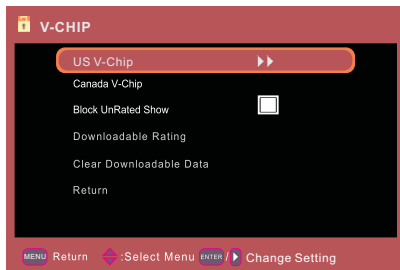 V-CHIP
US V-Chip
Canada V-Chip
Block UnRated Show
Downloadable Rating
Clear Downloadable Data
Return
MENU Return :Select Menu ENTER / Change Setting